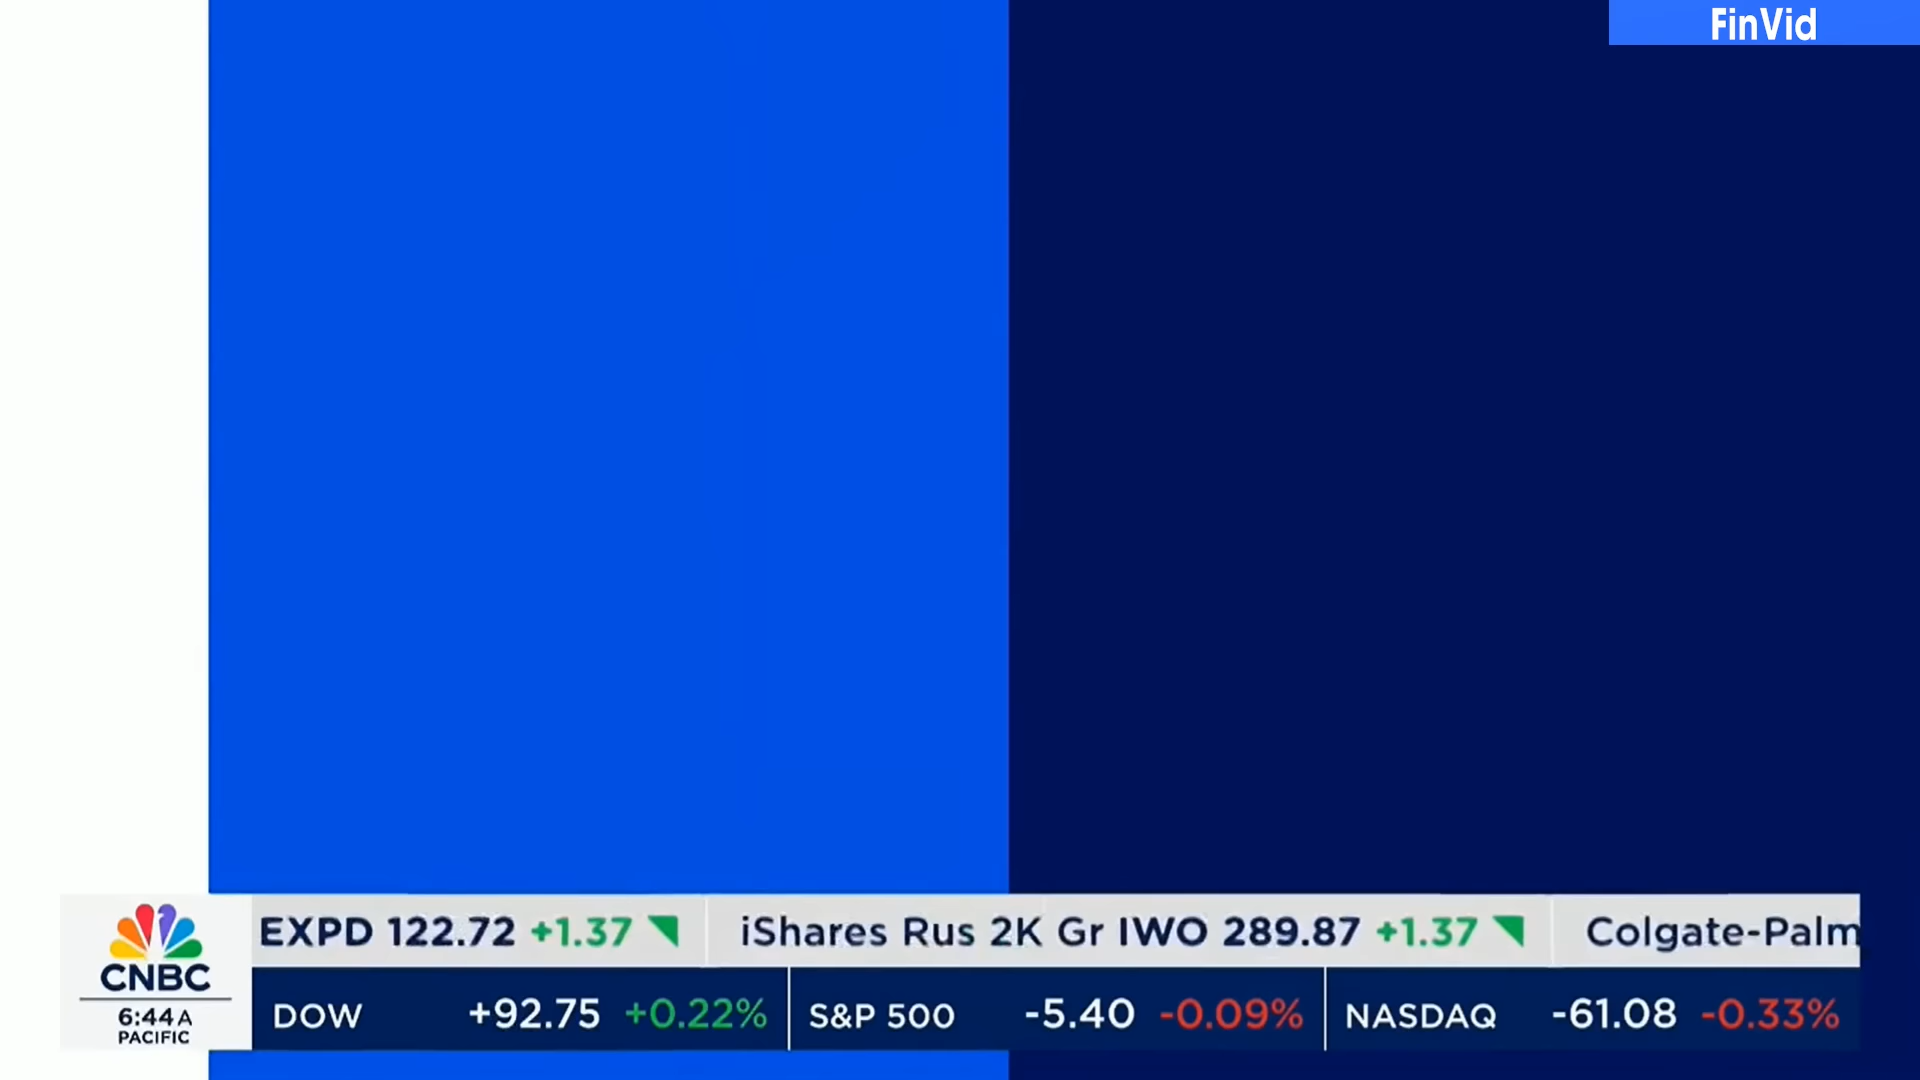 FinVid
EXPD 122.72 +1.37 iShares Rus 2K Gr IWO 289.87 +1.37 Colgate-Palm
CNBC
6:44A
PACIFIC
DOW +92.75 +0.22% S&P 500 -5.40 -0.09% NASDAQ -61.08 -0.33%